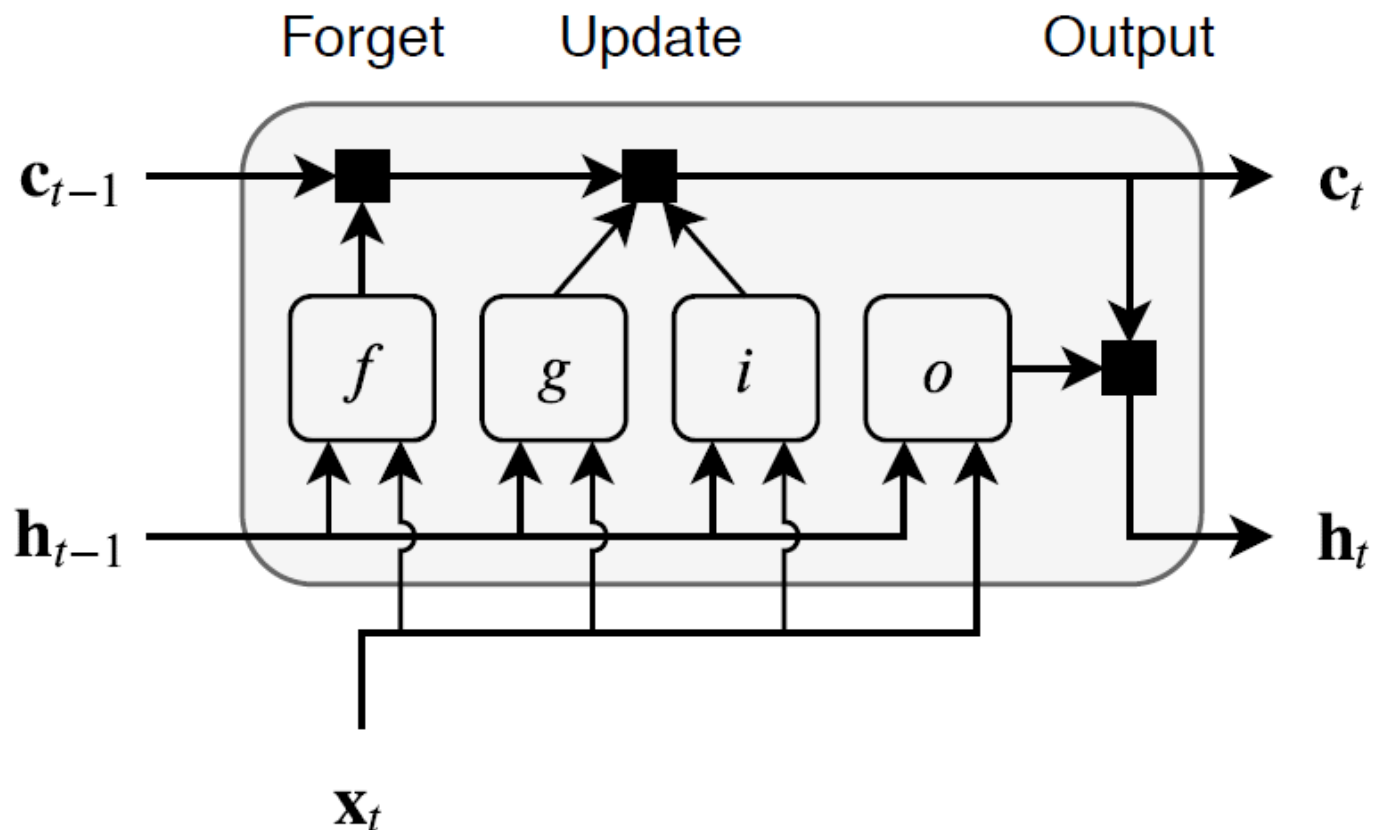 Forget Update Output
c_{t−1} c_t
f g i o
h_{t−1} h_t
x_t